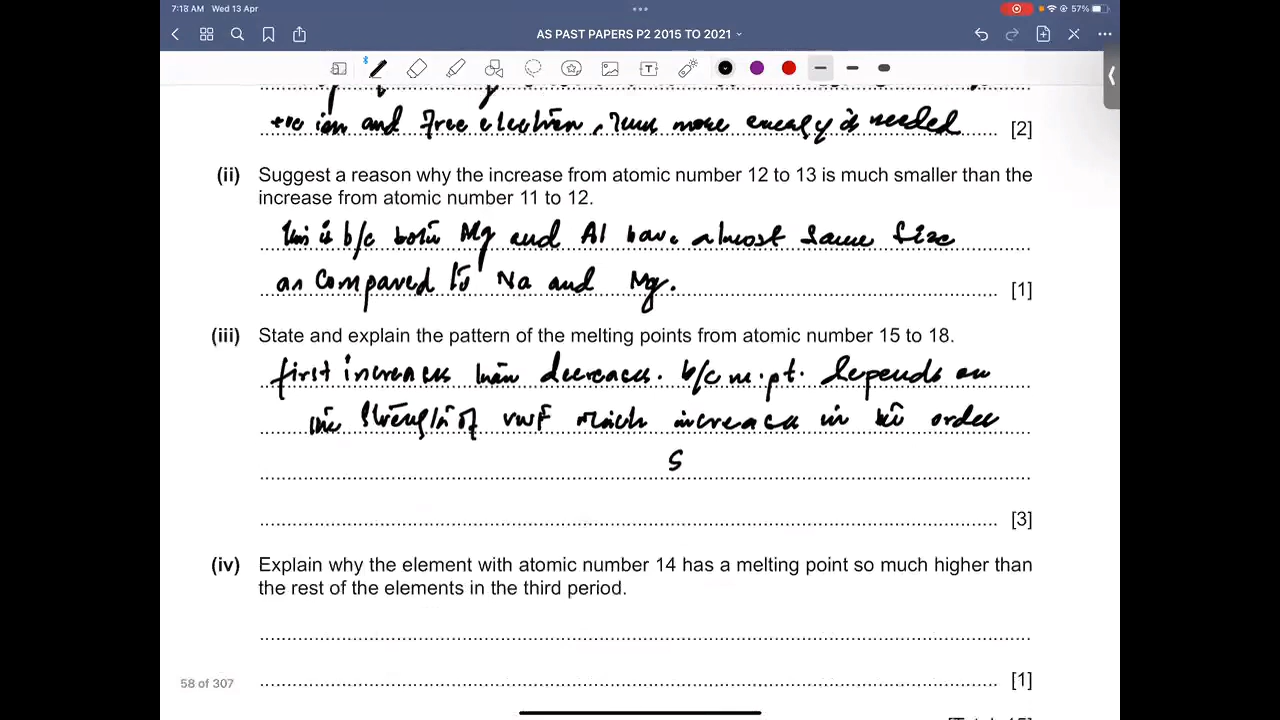 7:18 AM Wed 13 Apr
57%
AS PAST PAPERS P2 2015 TO 2021
+ve ion and free electron, thus more energy is needed [2]
(ii) Suggest a reason why the increase from atomic number 12 to 13 is much smaller than the
increase from atomic number 11 to 12.
this is b/c both Mg and Al have almost same size
as compared to Na and Mg. [1]
(iii) State and explain the pattern of the melting points from atomic number 15 to 18.
first increases than decreases. b/c m.pt. depends on
the strength of vwf which increases in the order
S
[3]
(iv) Explain why the element with atomic number 14 has a melting point so much higher than
the rest of the elements in the third period.
58 of 307
[1]